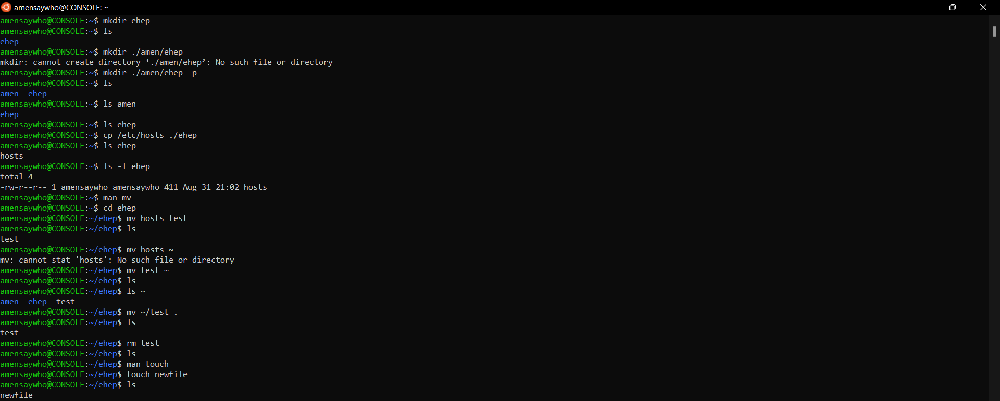 amensaywho@CONSOLE: ~
amensaywho@CONSOLE:~$ mkdir ehep
amensaywho@CONSOLE:~$ ls
ehep
amensaywho@CONSOLE:~$ mkdir ./amen/ehep
mkdir: cannot create directory ‘./amen/ehep’: No such file or directory
amensaywho@CONSOLE:~$ mkdir ./amen/ehep -p
amensaywho@CONSOLE:~$ ls
amen  ehep
amensaywho@CONSOLE:~$ ls amen
ehep
amensaywho@CONSOLE:~$ ls ehep
amensaywho@CONSOLE:~$ cp /etc/hosts ./ehep
amensaywho@CONSOLE:~$ ls ehep
hosts
amensaywho@CONSOLE:~$ ls -l ehep
total 4
-rw-r--r-- 1 amensaywho amensaywho 411 Aug 31 21:02 hosts
amensaywho@CONSOLE:~$ man mv
amensaywho@CONSOLE:~$ cd ehep
amensaywho@CONSOLE:~/ehep$ mv hosts test
amensaywho@CONSOLE:~/ehep$ ls
test
amensaywho@CONSOLE:~/ehep$ mv hosts ~
mv: cannot stat 'hosts': No such file or directory
amensaywho@CONSOLE:~/ehep$ mv test ~
amensaywho@CONSOLE:~/ehep$ ls
amensaywho@CONSOLE:~/ehep$ ls ~
amen  ehep  test
amensaywho@CONSOLE:~/ehep$ mv ~/test .
amensaywho@CONSOLE:~/ehep$ ls
test
amensaywho@CONSOLE:~/ehep$ rm test
amensaywho@CONSOLE:~/ehep$ ls
amensaywho@CONSOLE:~/ehep$ man touch
amensaywho@CONSOLE:~/ehep$ touch newfile
amensaywho@CONSOLE:~/ehep$ ls
newfile